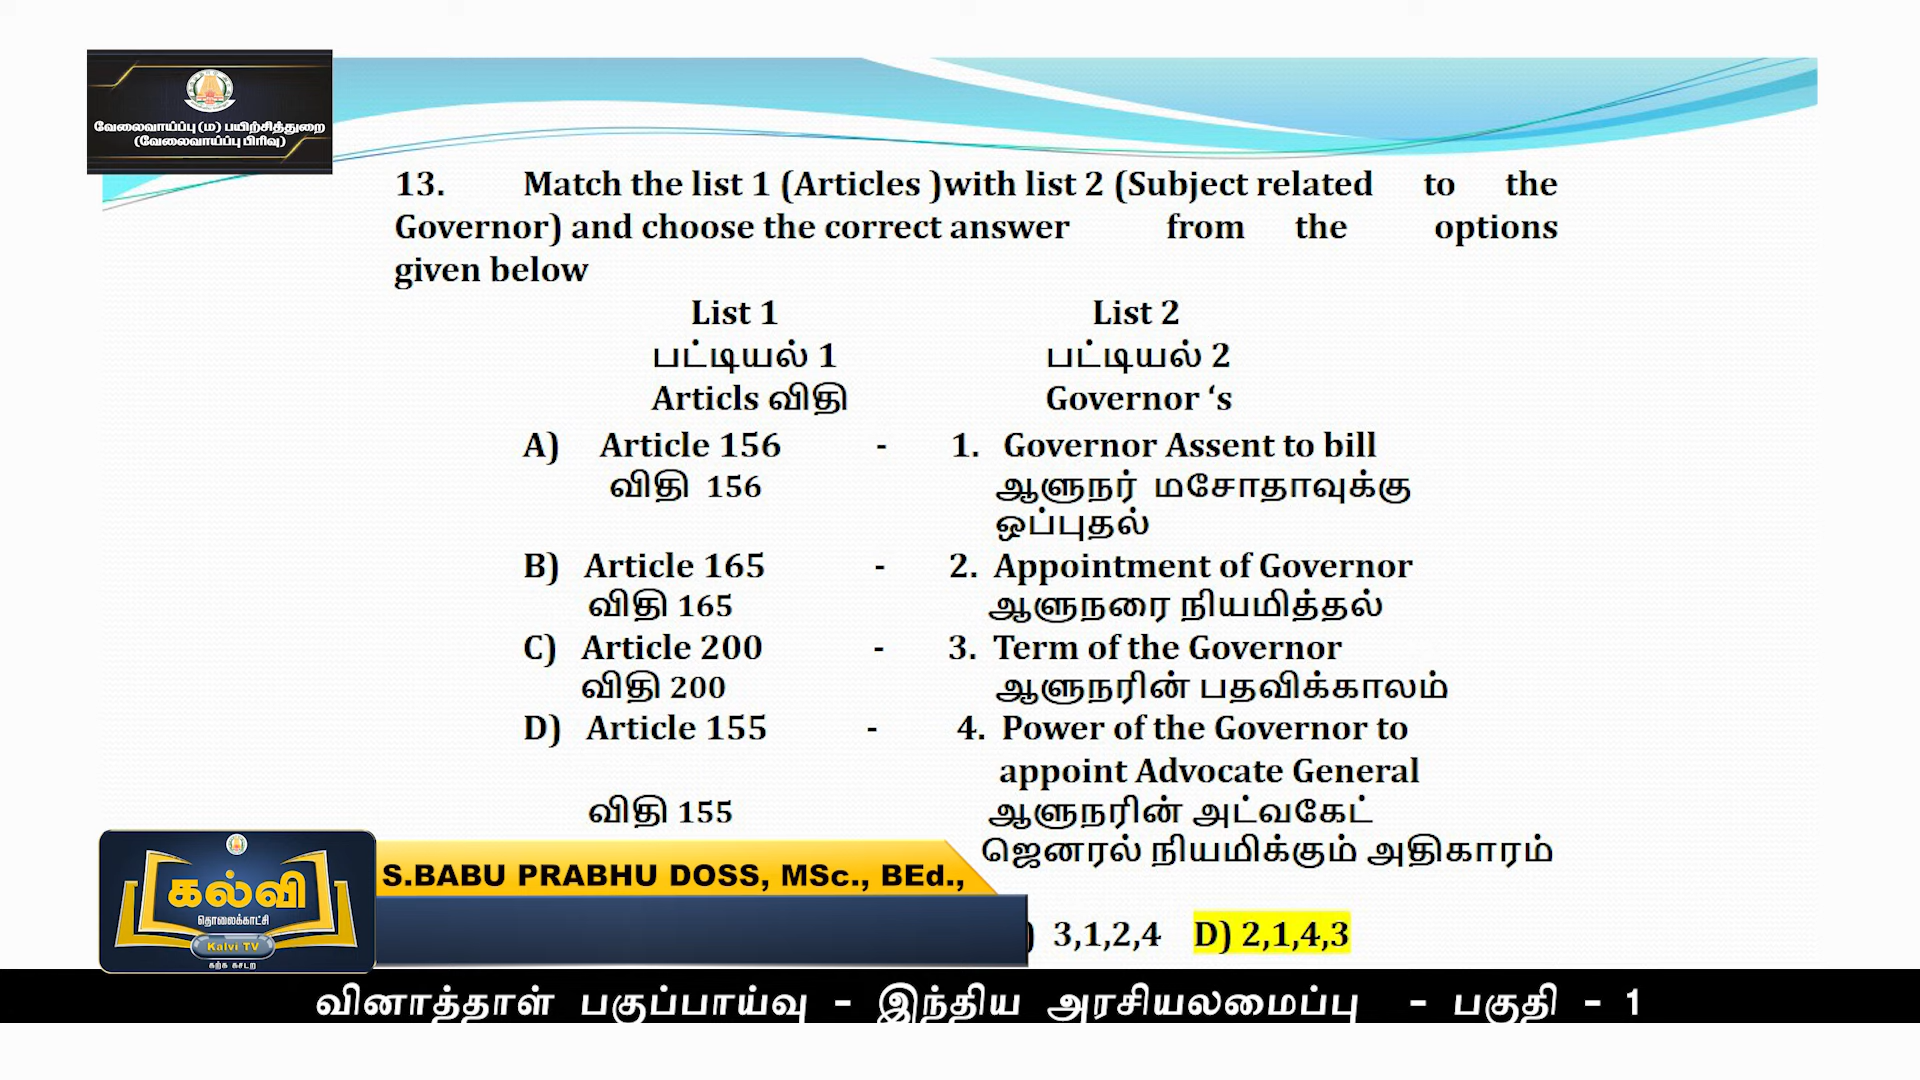 வேலைவாய்ப்பு (ம) பயிற்சித்துறை
(வேலைவாய்ப்பு பிரிவு)
13. Match the list 1 (Articles )with list 2 (Subject related to the
Governor) and choose the correct answer from the options
given below
List 1 List 2
பட்டியல் 1 பட்டியல் 2
Articls விதி Governor ‘s
A) Article 156 - 1. Governor Assent to bill
விதி 156 ஆளுநர் மசோதாவுக்கு
ஒப்புதல்
B) Article 165 - 2. Appointment of Governor
விதி 165 ஆளுநரை நியமித்தல்
C) Article 200 - 3. Term of the Governor
விதி 200 ஆளுநரின் பதவிக்காலம்
D) Article 155 - 4. Power of the Governor to
appoint Advocate General
விதி 155 ஆளுநரின் அட்வகேட்
ஜெனரல் நியமிக்கும் அதிகாரம்
) 3,1,2,4 D) 2,1,4,3
கல்வி
தொலைக்காட்சி
Kalvi TV
கற்க கசடற
S.BABU PRABHU DOSS, MSc., BEd.,
வினாத்தாள் பகுப்பாய்வு - இந்திய அரசியலமைப்பு - பகுதி - 1